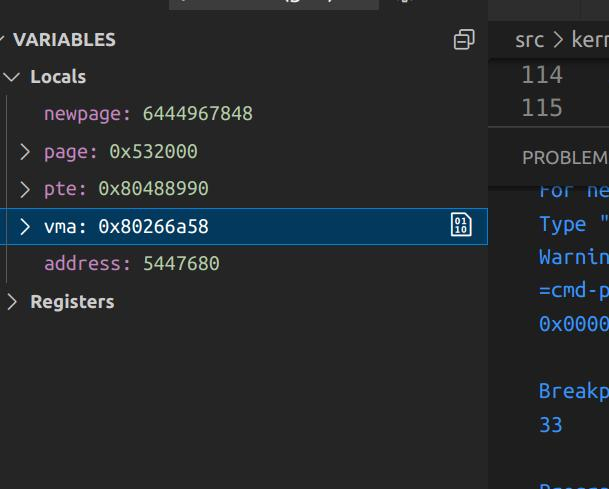 VARIABLES
Locals
newpage: 6444967848
page: 0x532000
pte: 0x80488990
vma: 0x80266a58
address: 5447680
Registers
src > kerr
114
115
PROBLEM
For ne
Type "
Warnin
=cmd-p
0x0000
Breakp
33